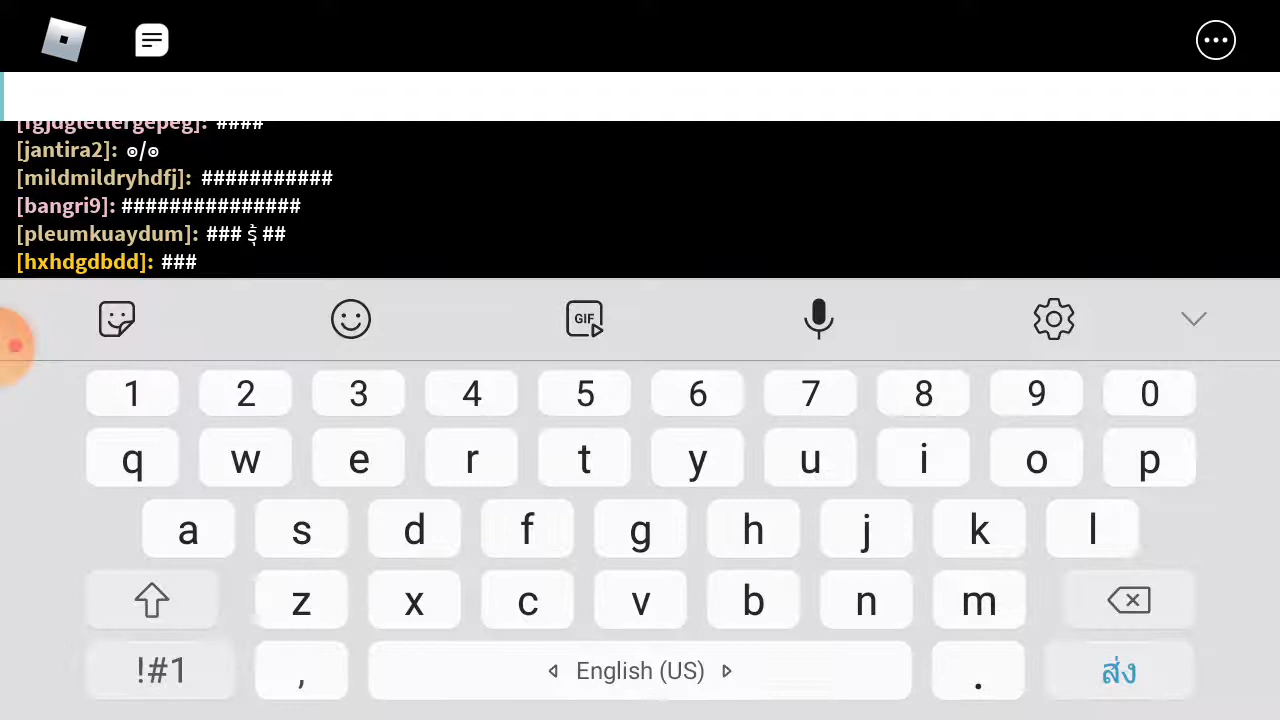 [jantira2]: ๏/๏
[mildmildryhdfj]: ###########
[bangri9]: ###############
[pleumkuaydum]: ### รุ้ ##
[hxhdgdbdd]: ###
GIF
1 2 3 4 5 6 7 8 9 0
q w e r t y u i o p
a s d f g h j k l
z x c v b n m
!#1 , English (US) . ส่ง